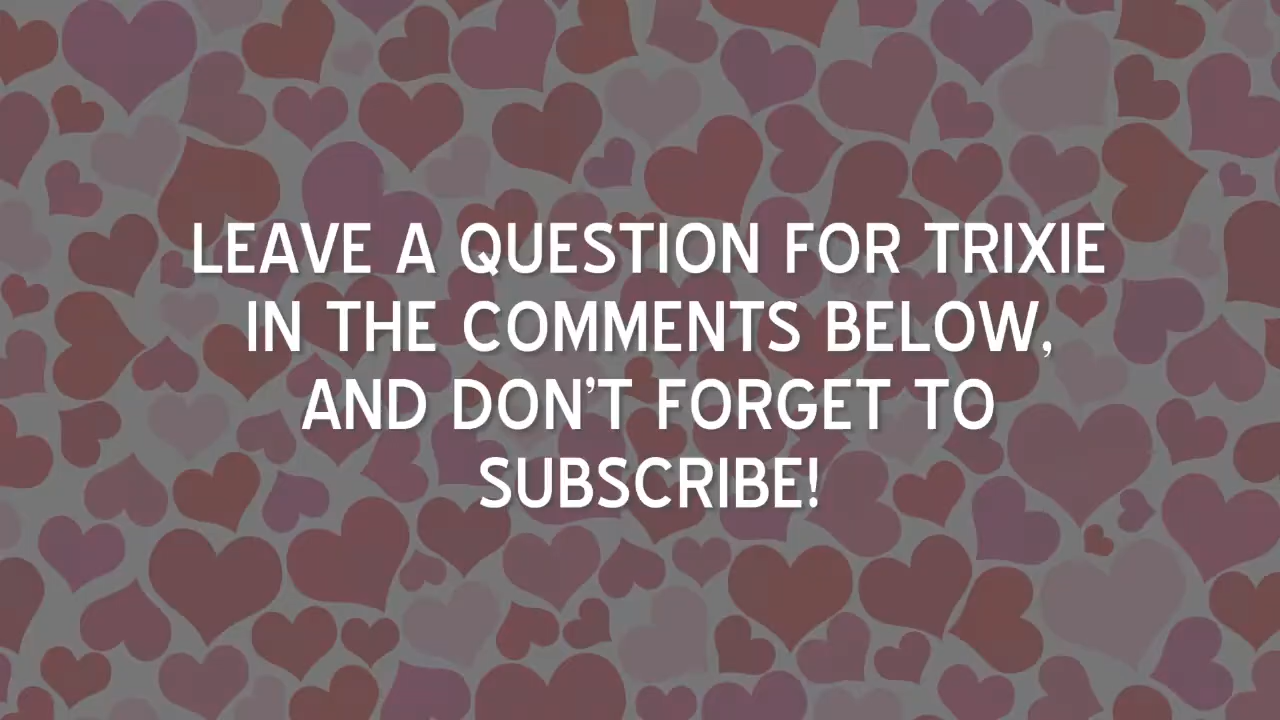 LEAVE A QUESTION FOR TRIXIE
IN THE COMMENTS BELOW,
AND DON'T FORGET TO
SUBSCRIBE!